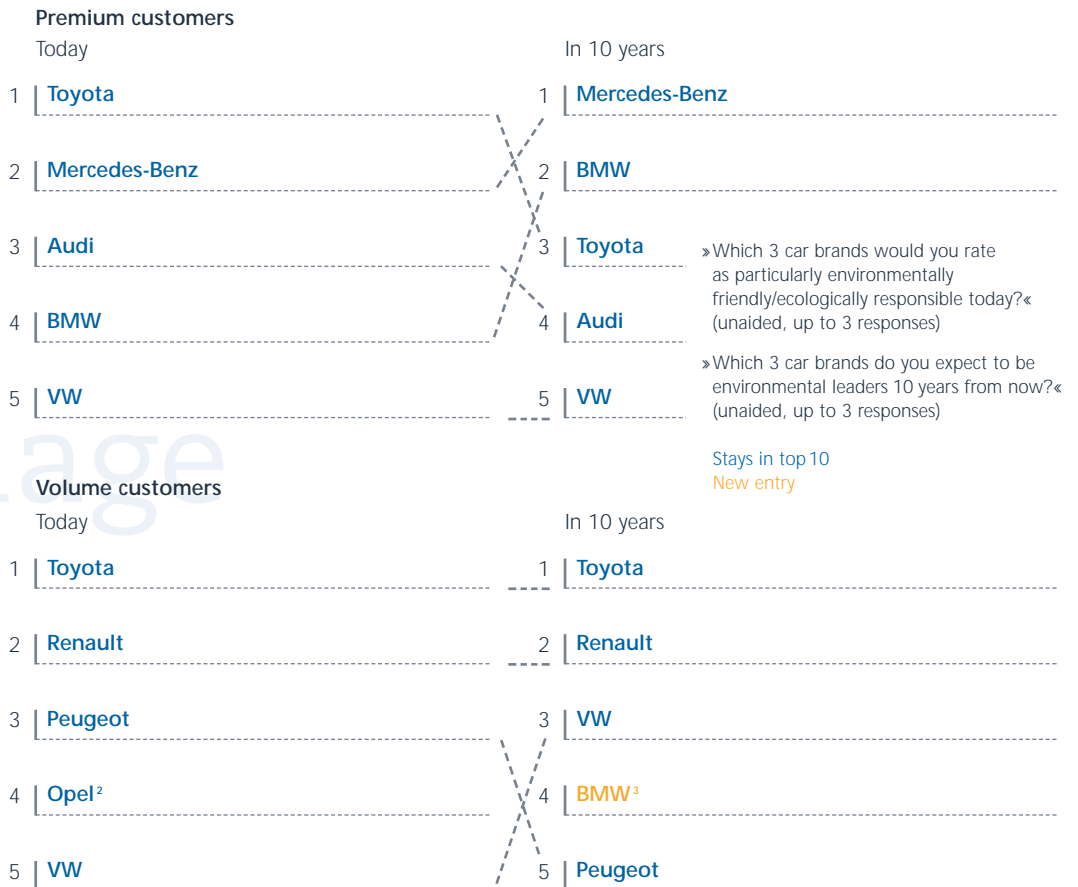 Premium customers
Today
In 10 years
1 Toyota
1 Mercedes-Benz
2 Mercedes-Benz
2 BMW
3 Audi
3 Toyota
4 BMW
4 Audi
5 VW
5 VW
»Which 3 car brands would you rate
as particularly environmentally
friendly/ecologically responsible today?«
(unaided, up to 3 responses)
»Which 3 car brands do you expect to be
environmental leaders 10 years from now?«
(unaided, up to 3 responses)
Stays in top 10
New entry
Volume customers
Today
In 10 years
1 Toyota
1 Toyota
2 Renault
2 Renault
3 Peugeot
3 VW
4 Opel²
4 BMW³
5 VW
5 Peugeot